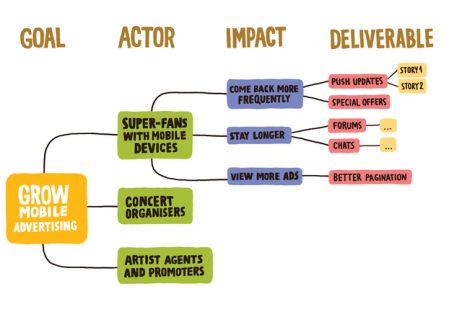 GOAL
ACTOR
IMPACT
DELIVERABLE
GROW
MOBILE
ADVERTISING
SUPER-FANS
WITH MOBILE
DEVICES
CONCERT
ORGANISERS
ARTIST AGENTS
AND PROMOTERS
COME BACK MORE
FREQUENTLY
STAY LONGER
VIEW MORE ADS
PUSH UPDATES
SPECIAL OFFERS
FORUMS
CHATS
BETTER PAGINATION
STORY 1
STORY 2
...
...